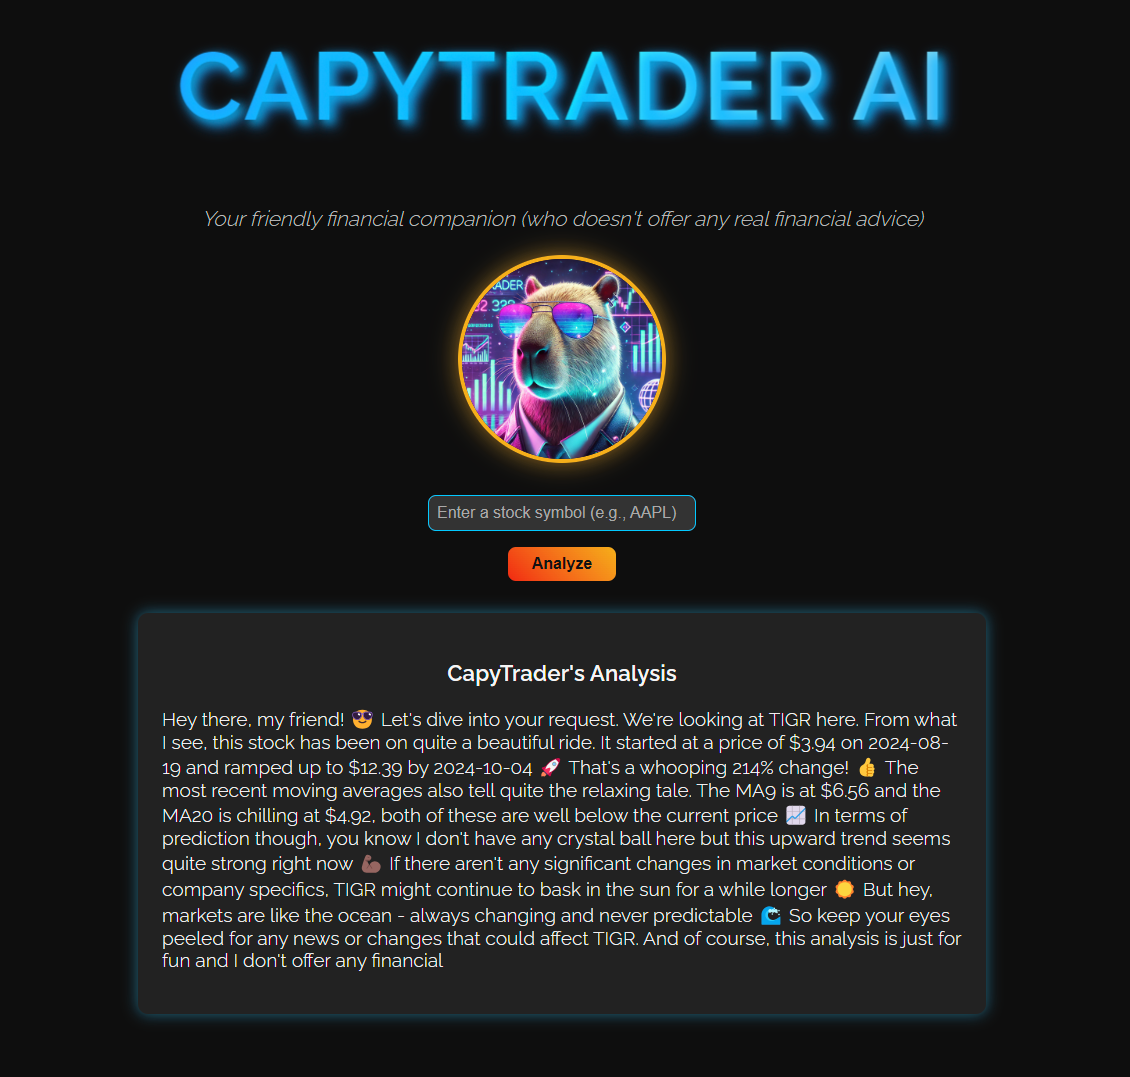 CAPYTRADER AI
Your friendly financial companion (who doesn't offer any real financial advice)
Enter a stock symbol (e.g., AAPL)
Analyze
CapyTrader's Analysis
Hey there, my friend! 😎 Let's dive into your request. We're looking at TIGR here. From what
I see, this stock has been on quite a beautiful ride. It started at a price of $3.94 on 2024-08-
19 and ramped up to $12.39 by 2024-10-04 🚀 That's a whooping 214% change! 👍 The
most recent moving averages also tell quite the relaxing tale. The MA9 is at $6.56 and the
MA20 is chilling at $4.92, both of these are well below the current price 📈 In terms of
prediction though, you know I don't have any crystal ball here but this upward trend seems
quite strong right now 💪🏾 If there aren't any significant changes in market conditions or
company specifics, TIGR might continue to bask in the sun for a while longer ☀️ But hey,
markets are like the ocean - always changing and never predictable 🌊 So keep your eyes
peeled for any news or changes that could affect TIGR. And of course, this analysis is just for
fun and I don't offer any financial